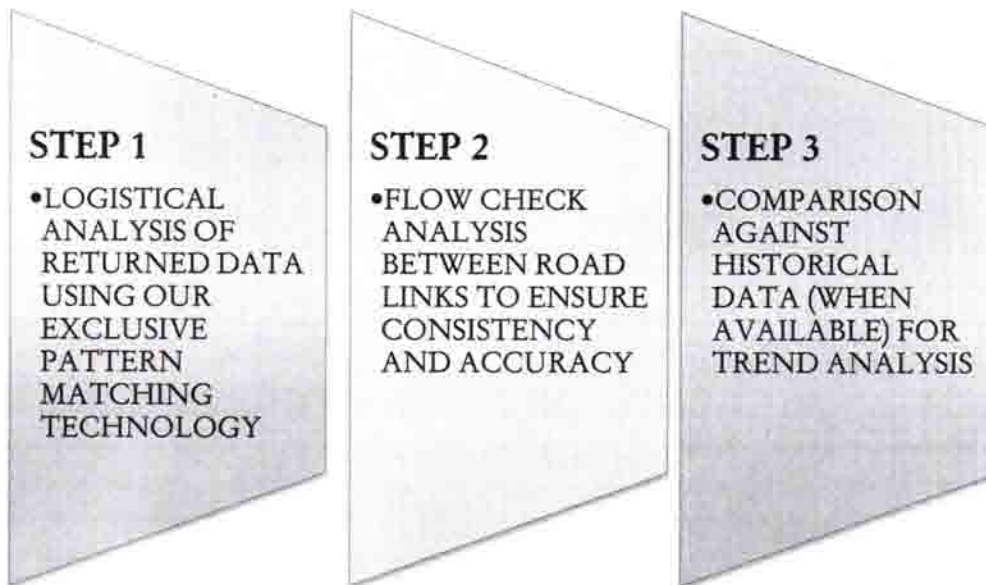 STEP 1
•LOGISTICAL
ANALYSIS OF
RETURNED DATA
USING OUR
EXCLUSIVE
PATTERN
MATCHING
TECHNOLOGY
STEP 2
•FLOW CHECK
ANALYSIS
BETWEEN ROAD
LINKS TO ENSURE
CONSISTENCY
AND ACCURACY
STEP 3
•COMPARISON
AGAINST
HISTORICAL
DATA (WHEN
AVAILABLE) FOR
TREND ANALYSIS